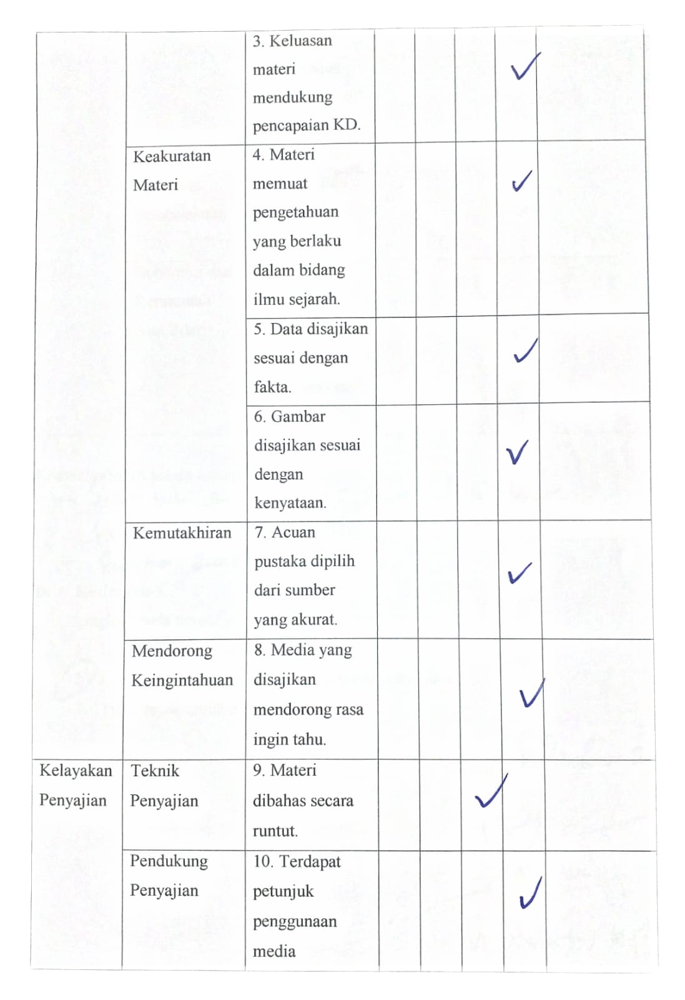 3. Keluasan
materi
mendukung
pencapaian KD.
Keakuratan
Materi
4. Materi
memuat
pengetahuan
yang berlaku
dalam bidang
ilmu sejarah.
5. Data disajikan
sesuai dengan
fakta.
6. Gambar
disajikan sesuai
dengan
kenyataan.
Kemutakhiran
7. Acuan
pustaka dipilih
dari sumber
yang akurat.
Mendorong
Keingintahuan
8. Media yang
disajikan
mendorong rasa
ingin tahu.
Kelayakan
Penyajian
Teknik
Penyajian
9. Materi
dibahas secara
runtut.
Pendukung
Penyajian
10. Terdapat
petunjuk
penggunaan
media